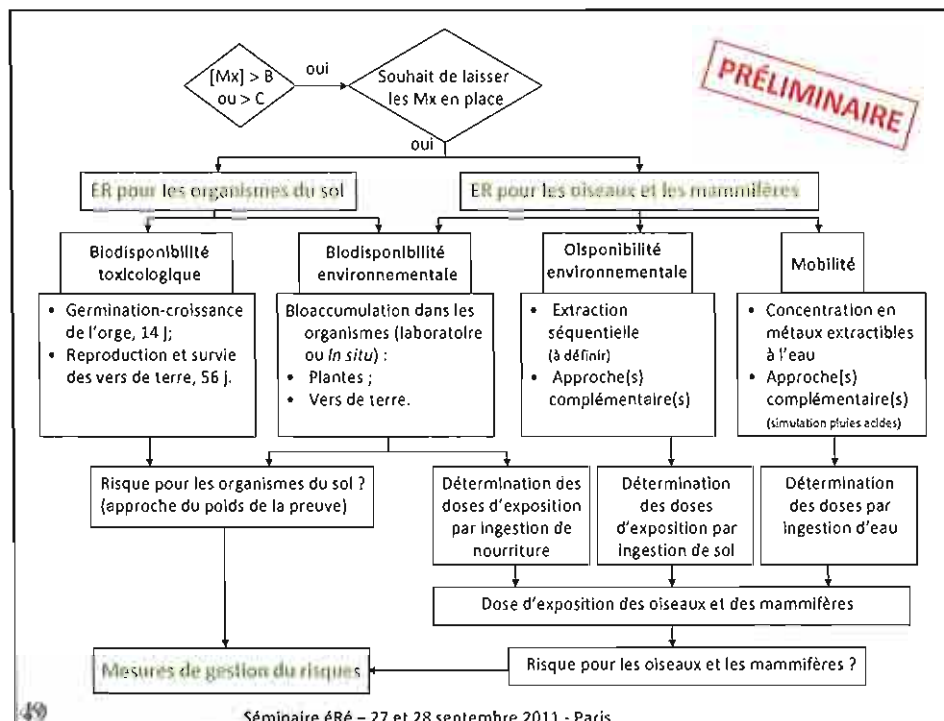 [Mx] > B
ou > C
oui
Souhait de laisser
les Mx en place
PRÉLIMINAIRE
oui
ER pour les organismes du sol
ER pour les oiseaux et les mammifères
Biodisponibilité
toxicologique
• Germination-croissance
de l'orge, 14 j;
• Reproduction et survie
des vers de terre, 56 j.
Biodisponibilité
environnementale
Bioaccumulation dans les
organismes (laboratoire
ou In situ) :
• Plantes ;
• Vers de terre.
Disponibilité
environnementale
• Extraction
séquentielle
(à définir)
• Approche(s)
complémentaire(s)
Mobilité
• Concentration en
métaux extractibles
à l'eau
• Approche(s)
complémentaire(s)
(simulation pluies acides)
Risque pour les organismes du sol ?
(approche du poids de la preuve)
Détermination des
doses d'exposition
par ingestion de
nourriture
Détermination
des doses
d'exposition par
ingestion de sol
Détermination
des doses par
ingestion d'eau
Dose d'exposition des oiseaux et des mammifères
Mesures de gestion du risques
Risque pour les oiseaux et les mammifères ?
49
Séminaire éRé – 27 et 28 septembre 2011 - Paris